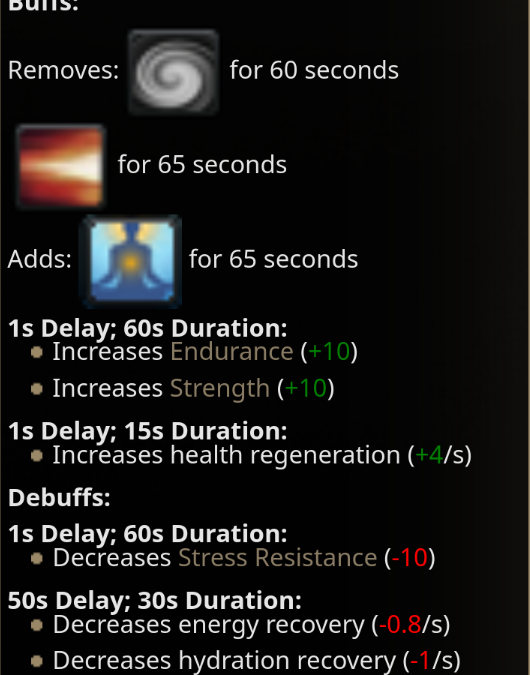 Buffs:
Removes: for 60 seconds
for 65 seconds
Adds: for 65 seconds
1s Delay; 60s Duration:
Increases Endurance (+10)
Increases Strength (+10)
1s Delay; 15s Duration:
Increases health regeneration (+4/s)
Debuffs:
1s Delay; 60s Duration:
Decreases Stress Resistance (-10)
50s Delay; 30s Duration:
Decreases energy recovery (-0.8/s)
Decreases hydration recovery (-1/s)